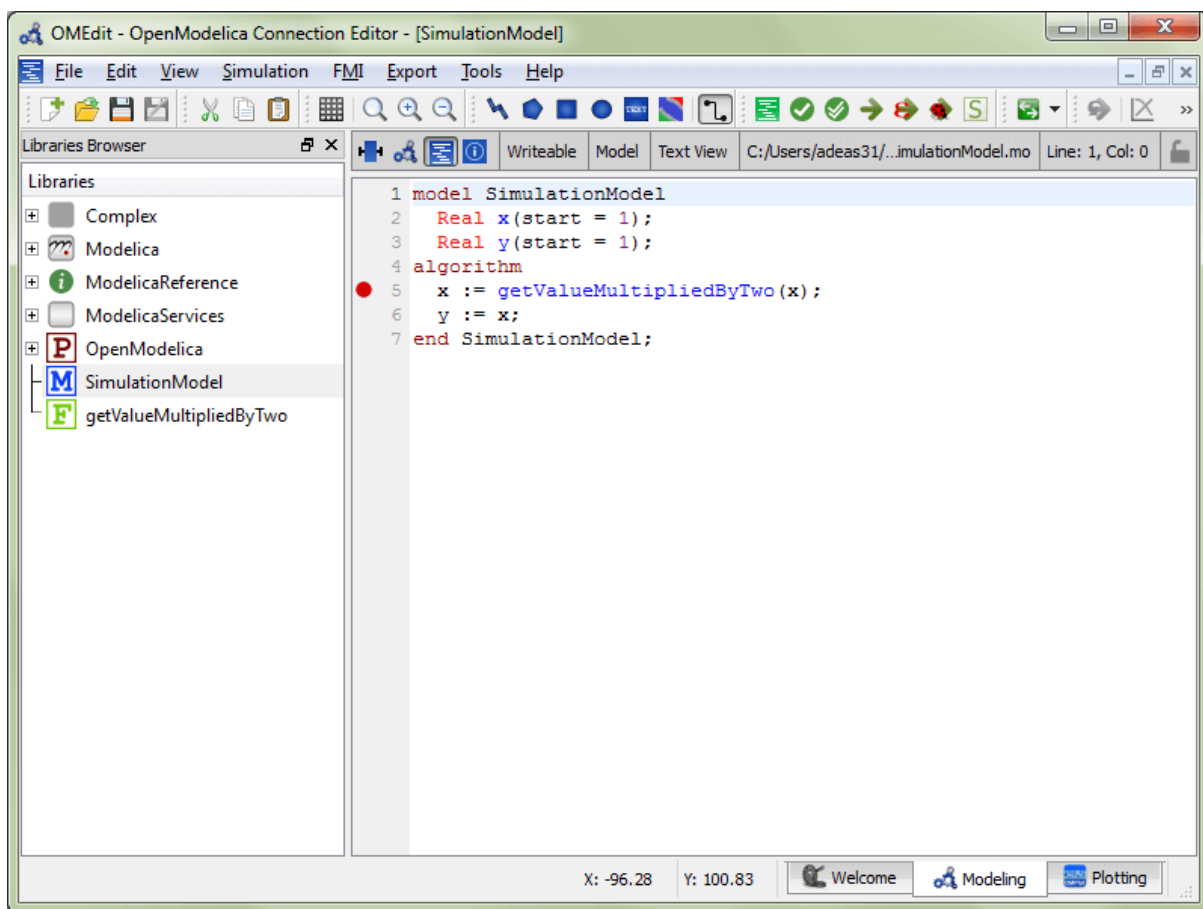 OMEdit - OpenModelica Connection Editor - [SimulationModel]
File Edit View Simulation FMI Export Tools Help
TEXT S »
Libraries Browser
Writeable Model Text View C:/Users/adeas31/...imulationModel.mo Line: 1, Col: 0
Libraries
Complex
Modelica
ModelicaReference
ModelicaServices
P OpenModelica
M SimulationModel
F getValueMultipliedByTwo
1 model SimulationModel
2 Real x(start = 1);
3 Real y(start = 1);
4 algorithm
5 x := getValueMultipliedByTwo(x);
6 y := x;
7 end SimulationModel;
X: -96.28 Y: 100.83 Welcome Modeling Plotting